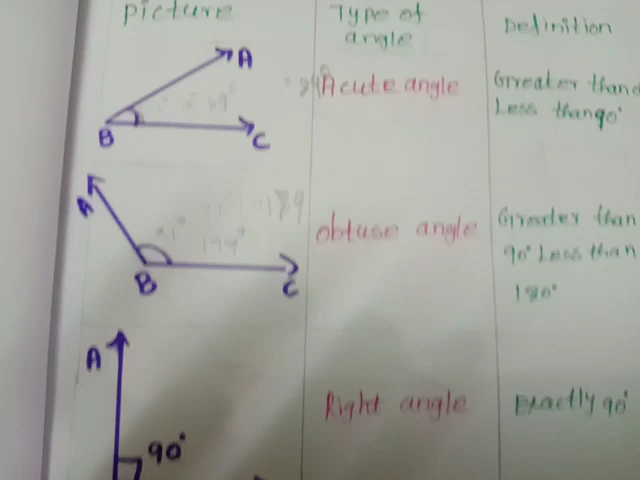 picture
Type of
angle
Definition
A
B
C
Acute angle
Greater than 0
Less than 90°
A
B
C
obtuse angle
Greater than
90° Less than
180°
A
90°
Right angle
Exactly 90°